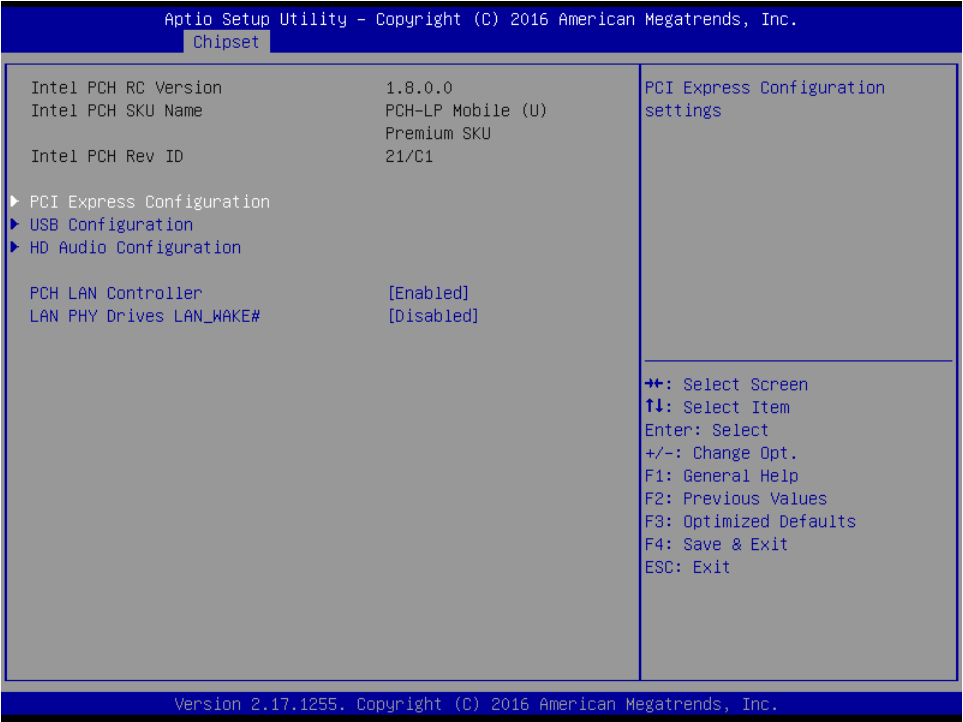 Aptio Setup Utility – Copyright (C) 2016 American Megatrends, Inc.
Chipset
Intel PCH RC Version 1.8.0.0
Intel PCH SKU Name PCH-LP Mobile (U)
Premium SKU
Intel PCH Rev ID 21/C1
▶ PCI Express Configuration
▶ USB Configuration
▶ HD Audio Configuration
PCH LAN Controller [Enabled]
LAN PHY Drives LAN_WAKE# [Disabled]
PCI Express Configuration
settings
→←: Select Screen
↑↓: Select Item
Enter: Select
+/-: Change Opt.
F1: General Help
F2: Previous Values
F3: Optimized Defaults
F4: Save & Exit
ESC: Exit
Version 2.17.1255. Copyright (C) 2016 American Megatrends, Inc.